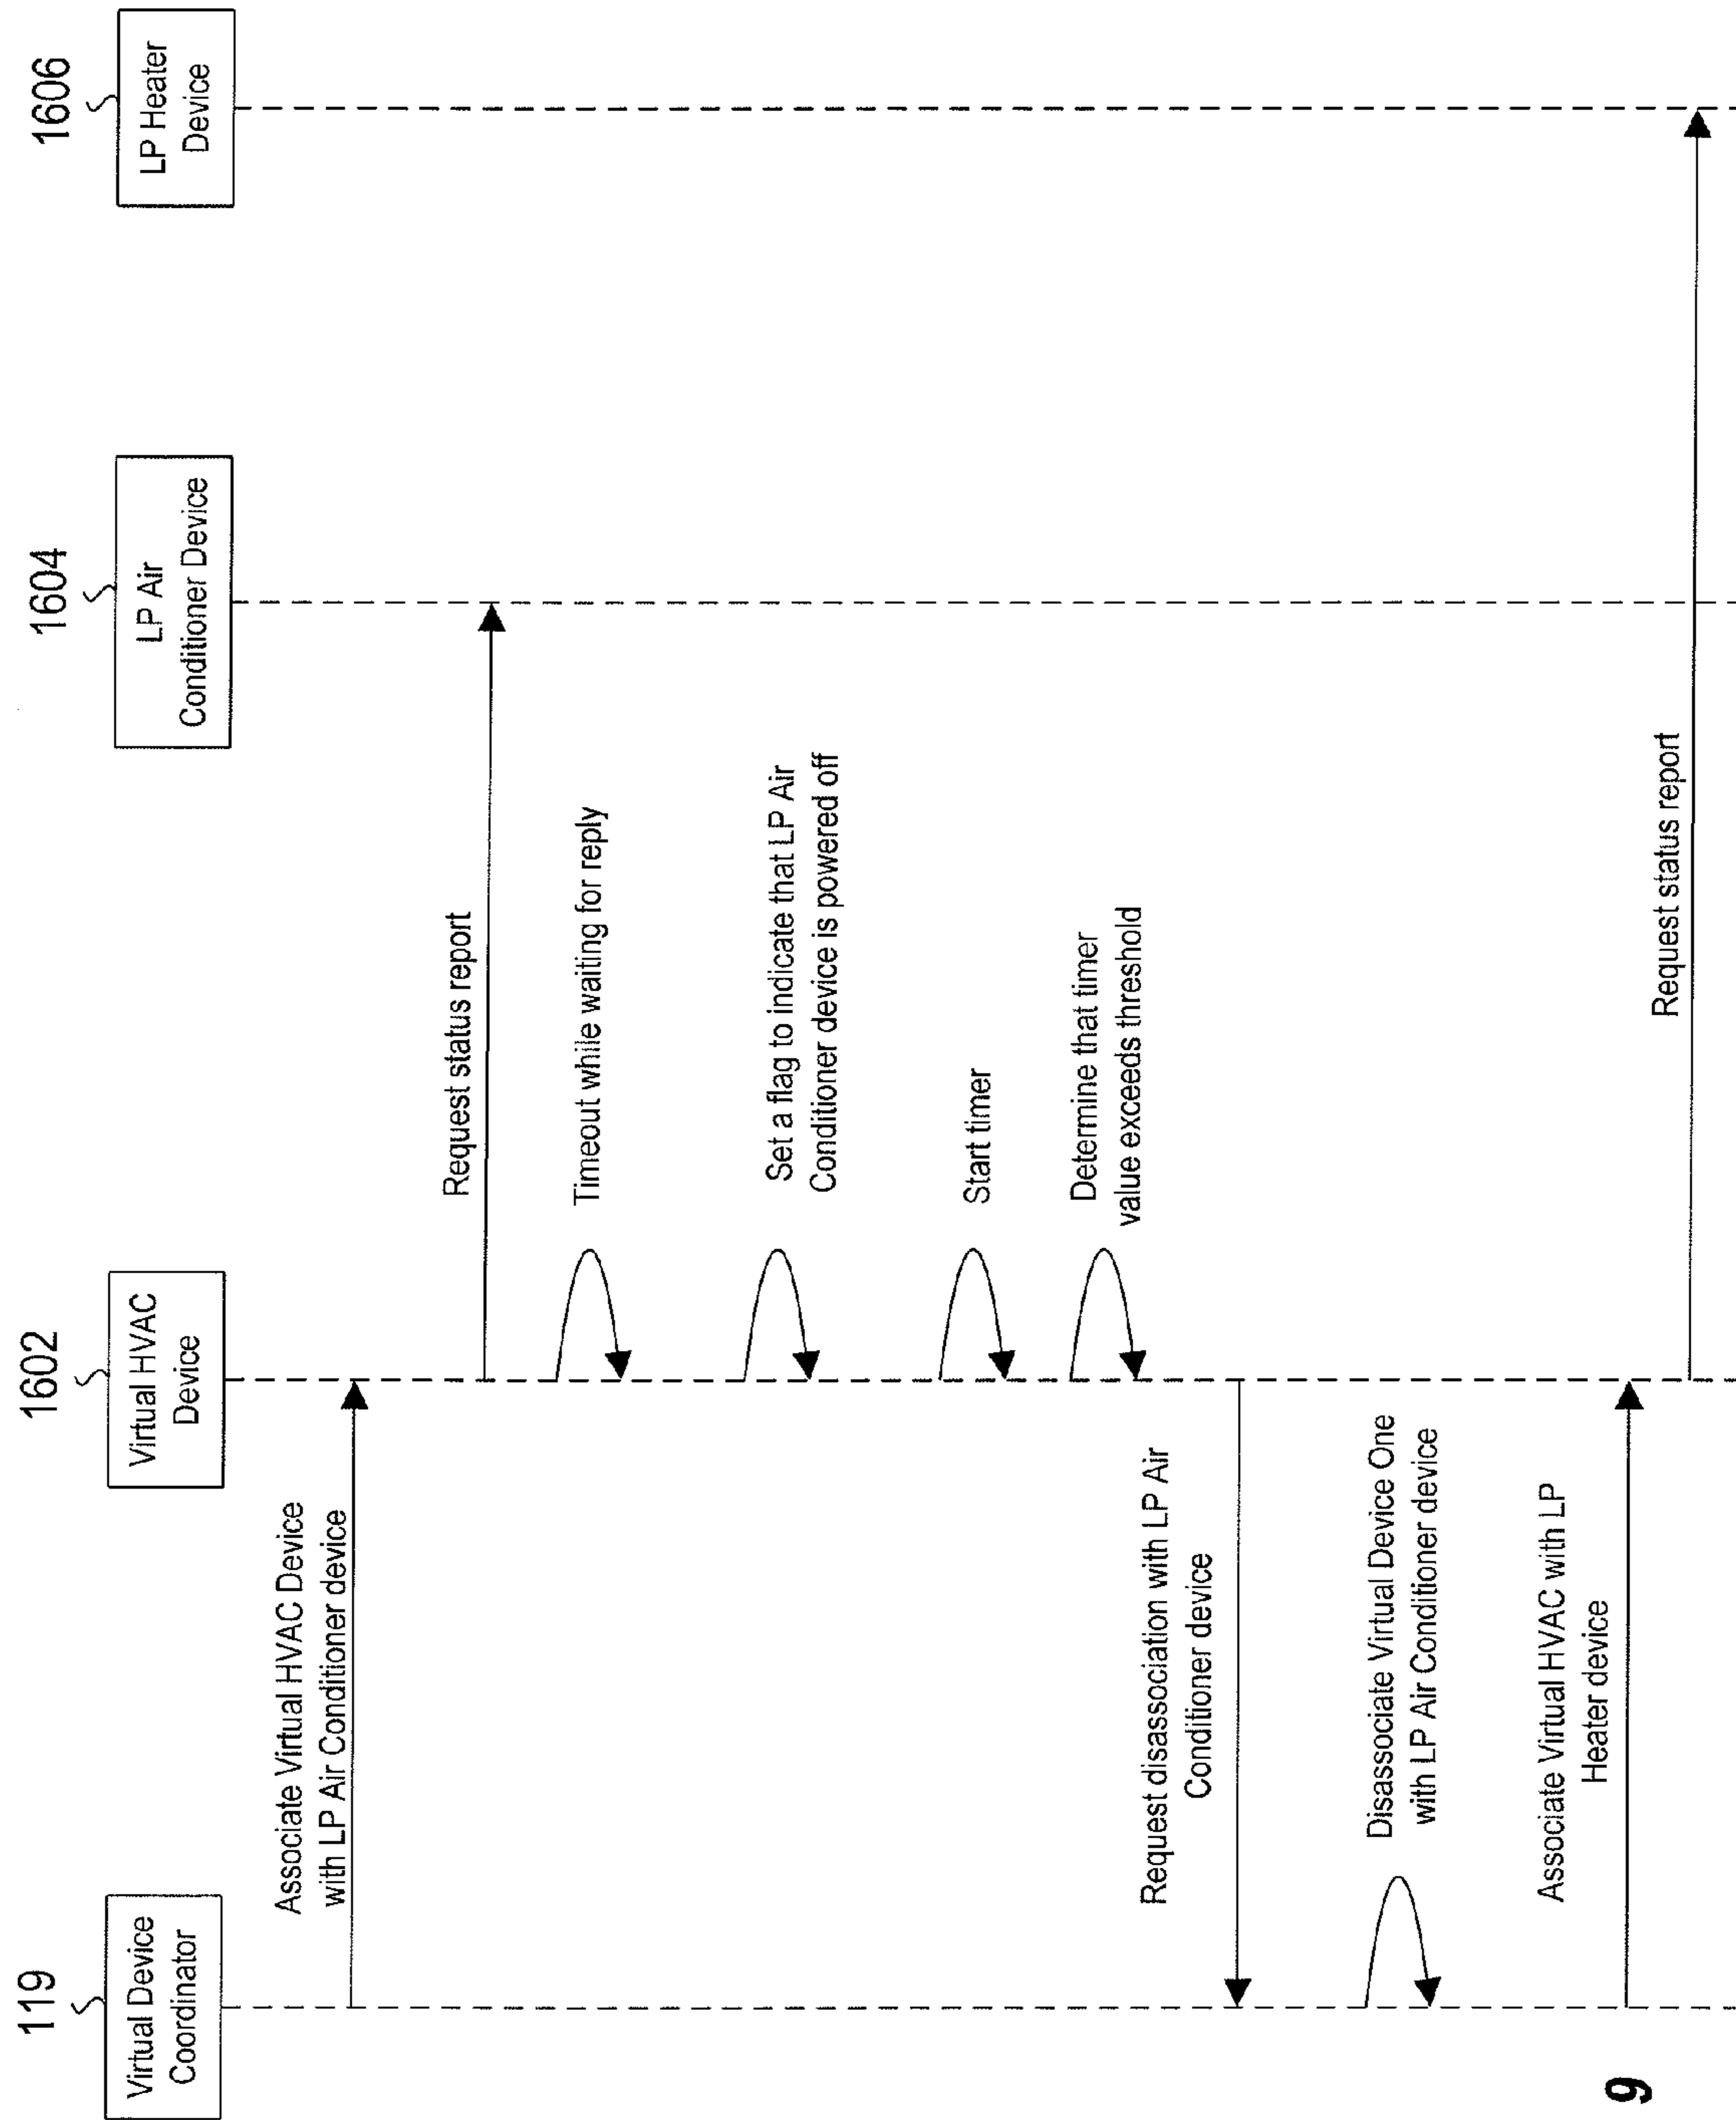 119
Virtual Device
Coordinator
1602
Virtual HVAC
Device
1604
LP Air
Conditioner Device
1606
LP Heater
Device
Associate Virtual HVAC Device
with LP Air Conditioner device
Request status report
Timeout while waiting for reply
Set a flag to indicate that LP Air
Conditioner device is powered off
Start timer
Determine that timer
value exceeds threshold
Request disassociation with LP Air
Conditioner device
Disassociate Virtual Device One
with LP Air Conditioner device
Associate Virtual HVAC with LP
Heater device
Request status report
9